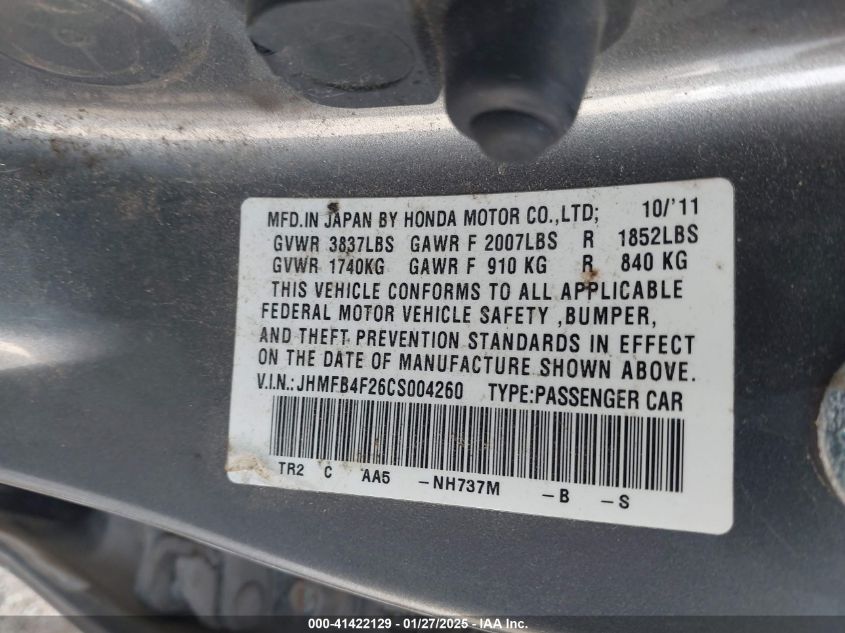 MFD.IN JAPAN BY HONDA MOTOR CO.,LTD; 10/'11
GVWR 3837LBS GAWR F 2007LBS R 1852LBS
GVWR 1740KG GAWR F 910 KG R 840 KG
THIS VEHICLE CONFORMS TO ALL APPLICABLE
FEDERAL MOTOR VEHICLE SAFETY ,BUMPER,
AND THEFT PREVENTION STANDARDS IN EFFECT
ON THE DATE OF MANUFACTURE SHOWN ABOVE.
V.I.N.:JHMFB4F26CS004260 TYPE:PASSENGER CAR
TR2 C AA5 -NH737M -B -S
000-41422129 - 01/27/2025 - IAA Inc.